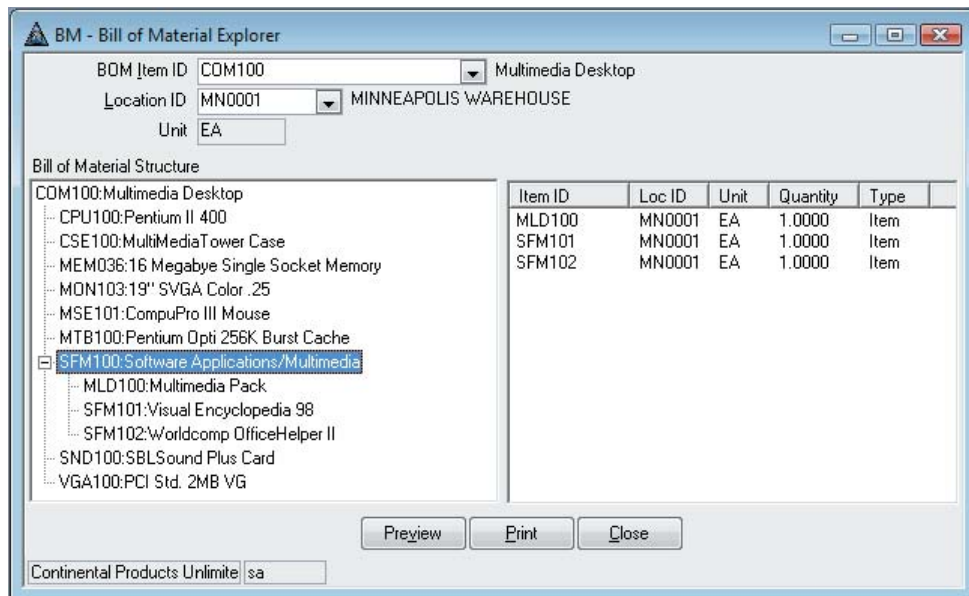 BM - Bill of Material Explorer
BOM Item ID COM100 Multimedia Desktop
Location ID MN0001 MINNEAPOLIS WAREHOUSE
Unit EA
Bill of Material Structure
COM100:Multimedia Desktop
CPU100:Pentium II 400
CSE100:MultiMediaTower Case
MEM036:16 Megabye Single Socket Memory
MON103:19" SVGA Color .25
MSE101:CompuPro III Mouse
MTB100:Pentium Opti 256K Burst Cache
SFM100:Software Applications/Multimedia
MLD100:Multimedia Pack
SFM101:Visual Encyclopedia 98
SFM102:Worldcomp OfficeHelper II
SND100:SBLSound Plus Card
VGA100:PCI Std. 2MB VG
Item ID Loc ID Unit Quantity Type
MLD100 MN0001 EA 1.0000 Item
SFM101 MN0001 EA 1.0000 Item
SFM102 MN0001 EA 1.0000 Item
Preview Print Close
Continental Products Unlimite sa